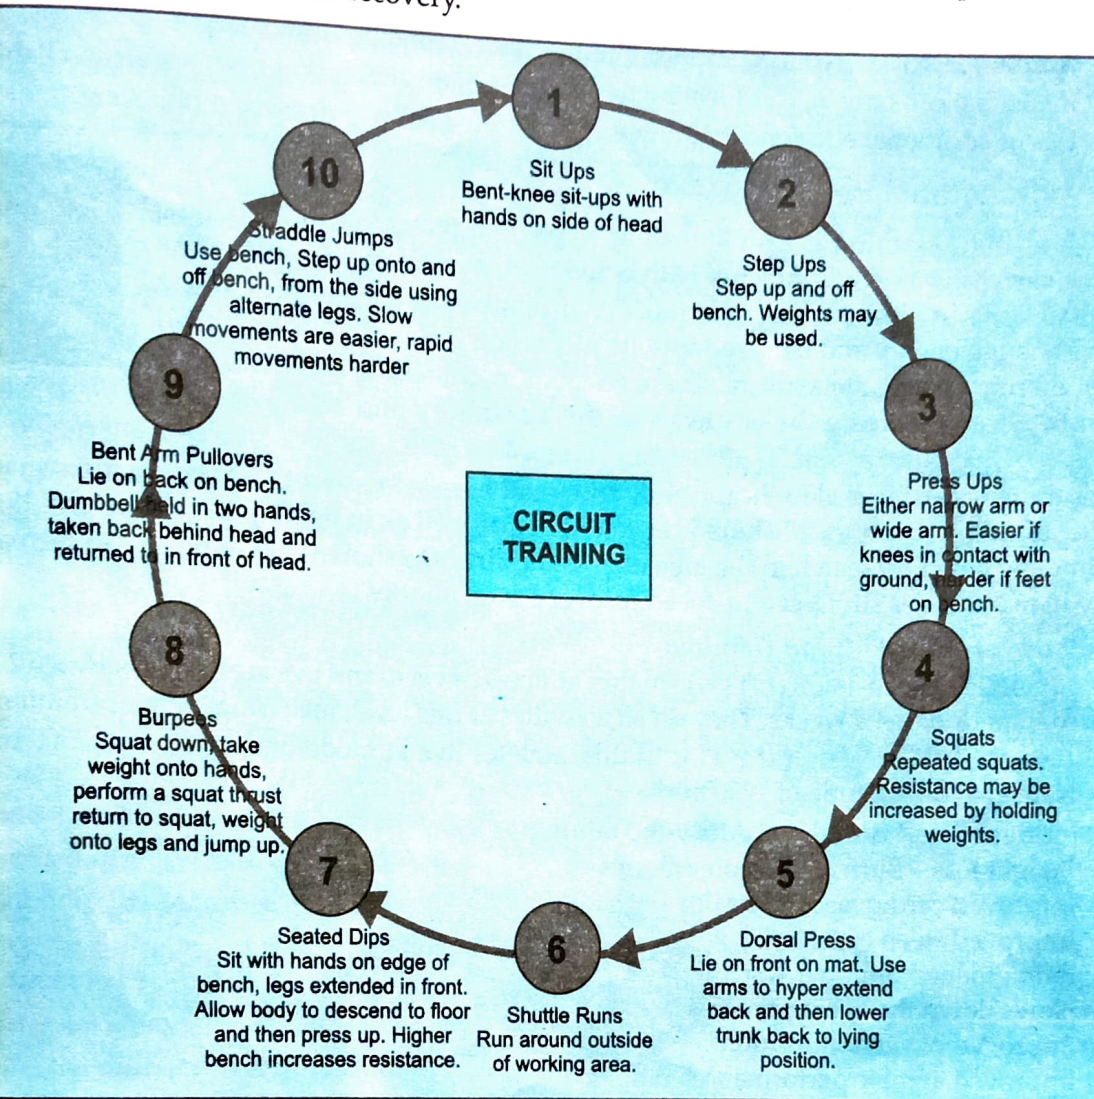 covery.
1
Sit Ups
Bent-knee sit-ups with
hands on side of head
2
Step Ups
Step up and off
bench. Weights may
be used.
3
Press Ups
Either narrow arm or
wide arm. Easier if
knees in contact with
ground, harder if feet
on bench.
4
Squats
Repeated squats.
Resistance may be
increased by holding
weights.
5
Dorsal Press
Lie on front on mat. Use
arms to hyper extend
back and then lower
trunk back to lying
position.
6
Shuttle Runs
Run around outside
of working area.
7
Seated Dips
Sit with hands on edge of
bench, legs extended in front.
Allow body to descend to floor
and then press up. Higher
bench increases resistance.
8
Burpees
Squat down, take
weight onto hands,
perform a squat thrust
return to squat, weight
onto legs and jump up.
9
Bent Arm Pullovers
Lie on back on bench.
Dumbbell held in two hands,
taken back behind head and
returned to in front of head.
10
Straddle Jumps
Use bench, Step up onto and
off bench, from the side using
alternate legs. Slow
movements are easier, rapid
movements harder
CIRCUIT
TRAINING